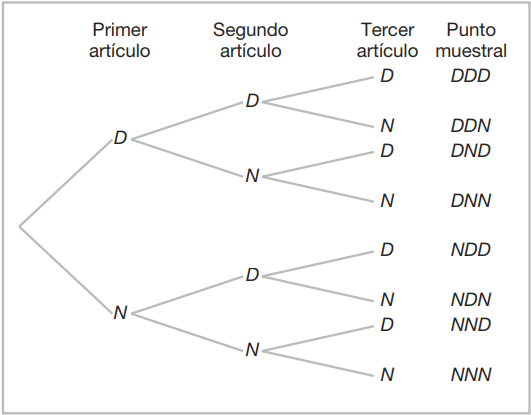 Primer Segundo Tercer Punto
artículo artículo artículo muestral
D DDD
D
N DDN
D
D DND
N
N DNN
D NDD
D
N NDN
N
D NND
N
N NNN